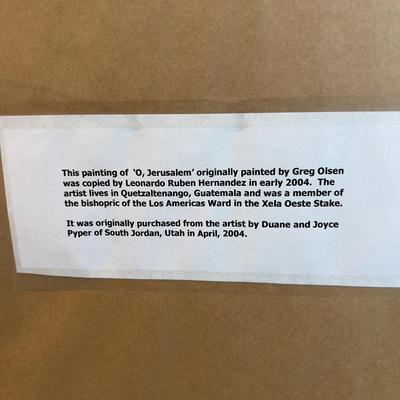 This painting of 'O, Jerusalem' originally painted by Greg Olsen
was copied by Leonardo Ruben Hernandez in early 2004. The
artist lives in Quetzaltenango, Guatemala and was a member of
the bishopric of the Los Americas Ward in the Xela Oeste Stake.

It was originally purchased from the artist by Duane and Joyce
Pyper of South Jordan, Utah in April, 2004.